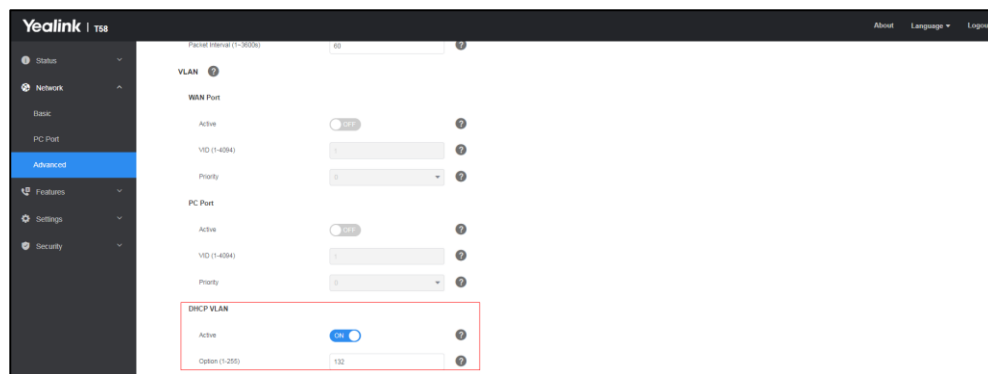 Yealink | T58
About Language Logou
Status
Network
Basic
PC Port
Advanced
Features
Settings
Security
Packet Interval (1~3600s) 60
VLAN
WAN Port
Active OFF
VID (1-4094) 1
Priority 0
PC Port
Active OFF
VID (1-4094) 1
Priority 0
DHCP VLAN
Active ON
Option (1-255) 132